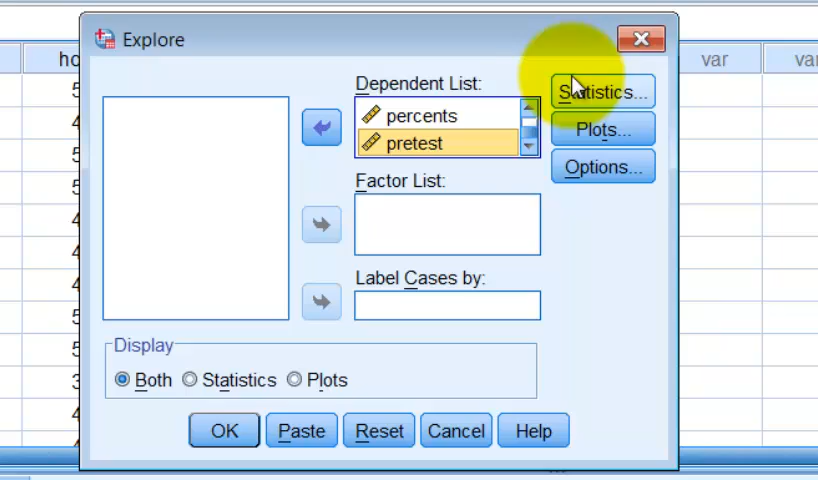 Explore
ho
var
var
Dependent List:
percents
pretest
Statistics...
Plots...
Options...
Factor List:
Label Cases by:
Display
Both
Statistics
Plots
OK
Paste
Reset
Cancel
Help